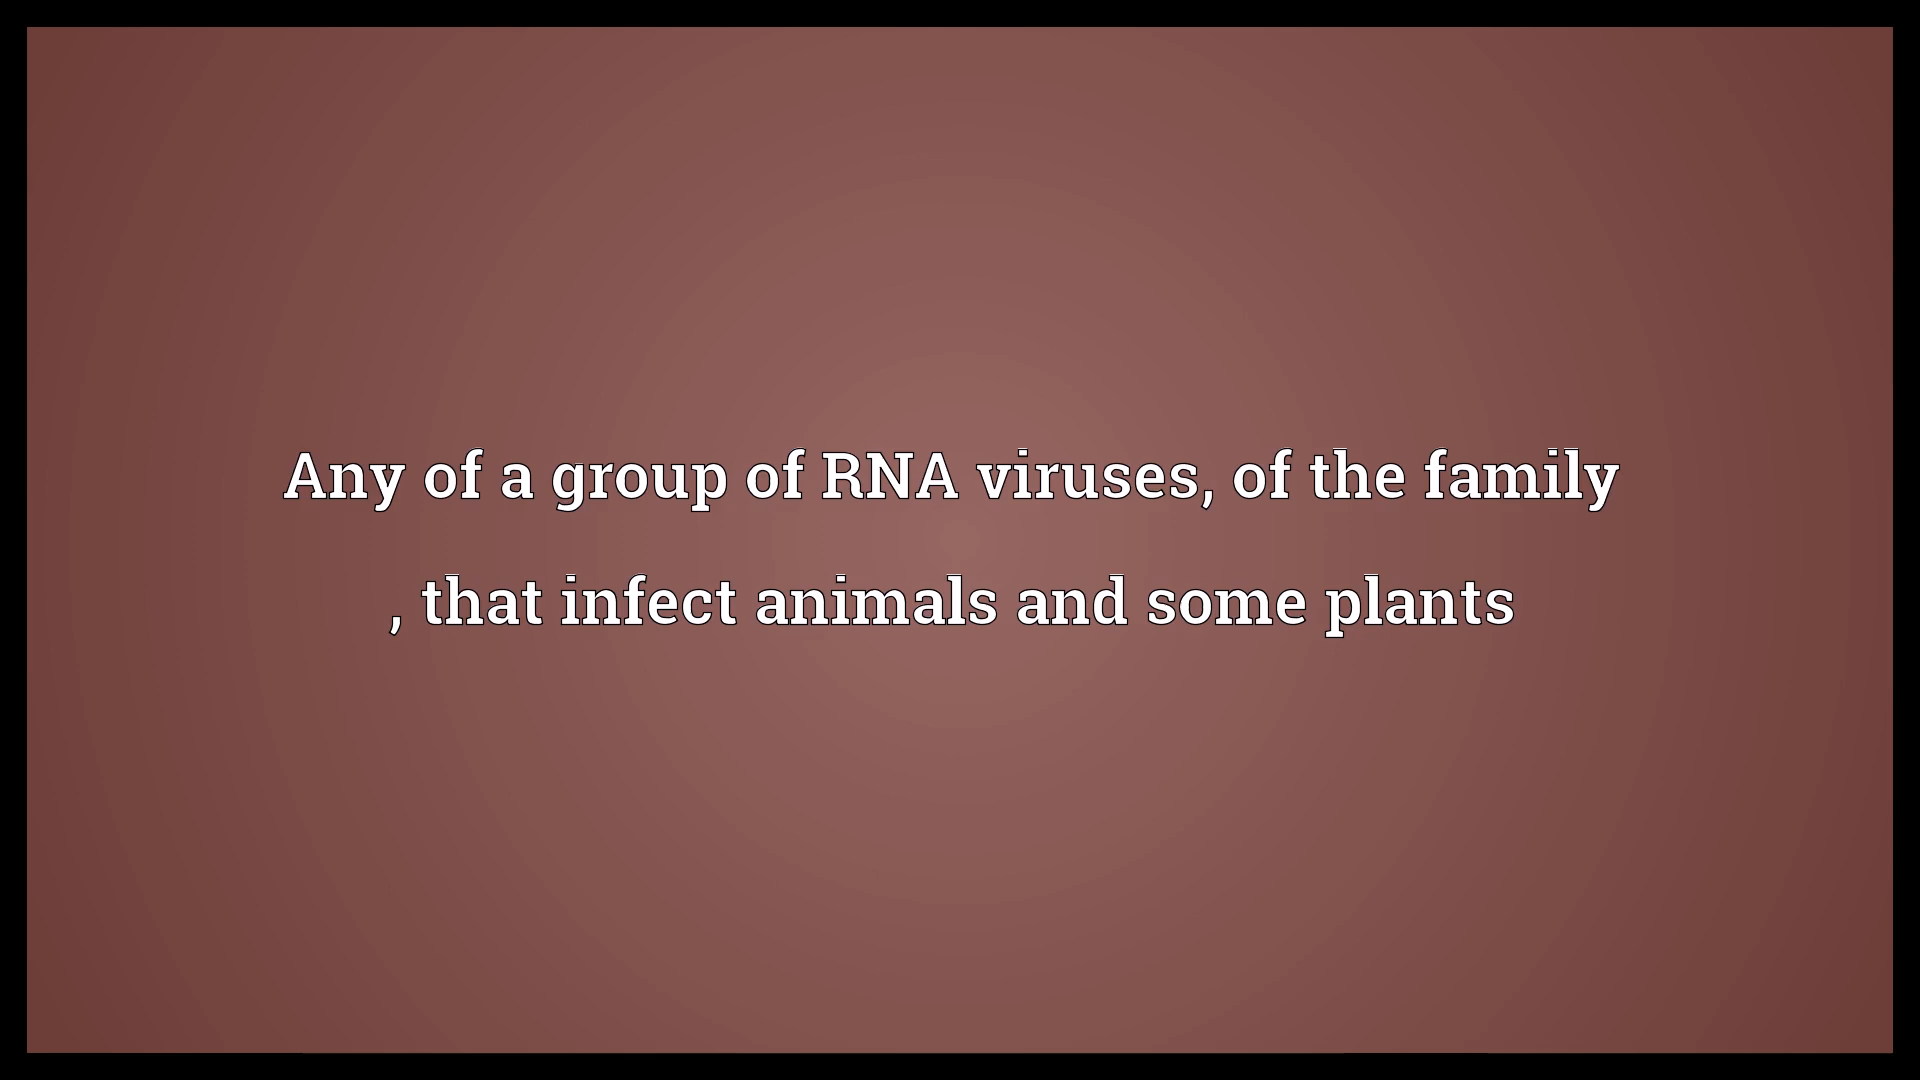 Any of a group of RNA viruses, of the family
, that infect animals and some plants